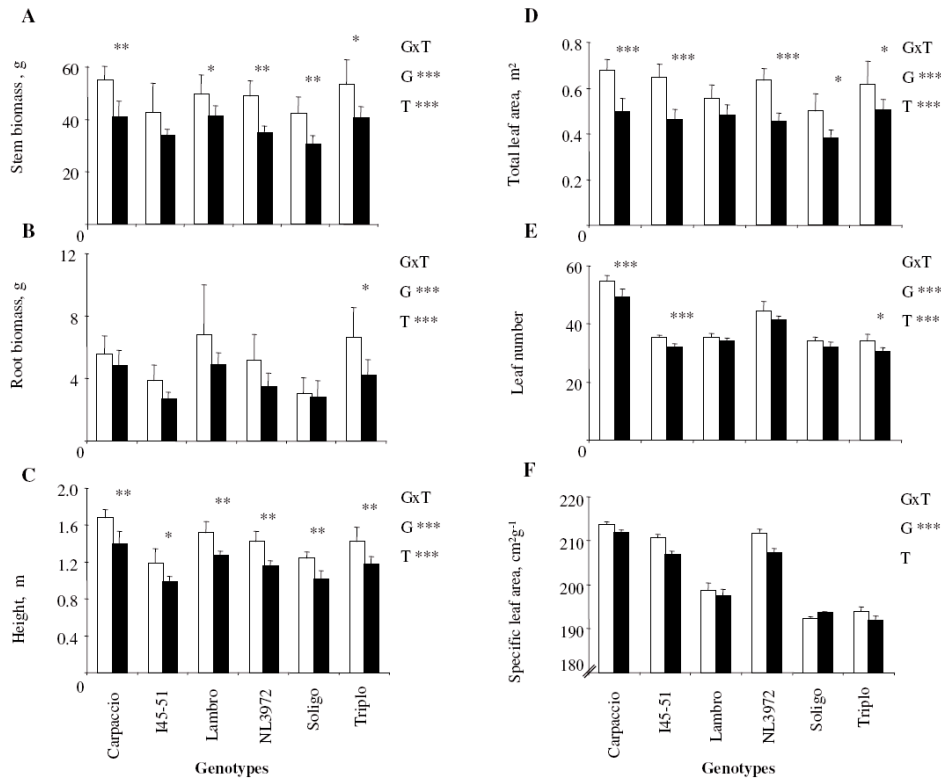 A
Stem biomass , g
60
40
20
0
** * ** ** *
GxT
G ***
T ***
B
Root biomass, g
12
8
4
0
*
GxT
G ***
T ***
C
Height, m
2.0
1.6
1.2
0.8
0.4
0
** * ** ** ** **
GxT
G ***
T ***
Carpaccio
I45-51
Lambro
NL3972
Soligo
Triplo
Genotypes
D
Total leaf area, m²
0.8
0.6
0.4
0.2
0
*** *** *** * *
GxT
G ***
T ***
E
Leaf number
60
40
20
0
*** *** *
GxT
G ***
T ***
F
Specific leaf area, cm²g⁻¹
220
210
200
190
180
GxT
G ***
T
Carpaccio
I45-51
Lambro
NL3972
Soligo
Triplo
Genotypes